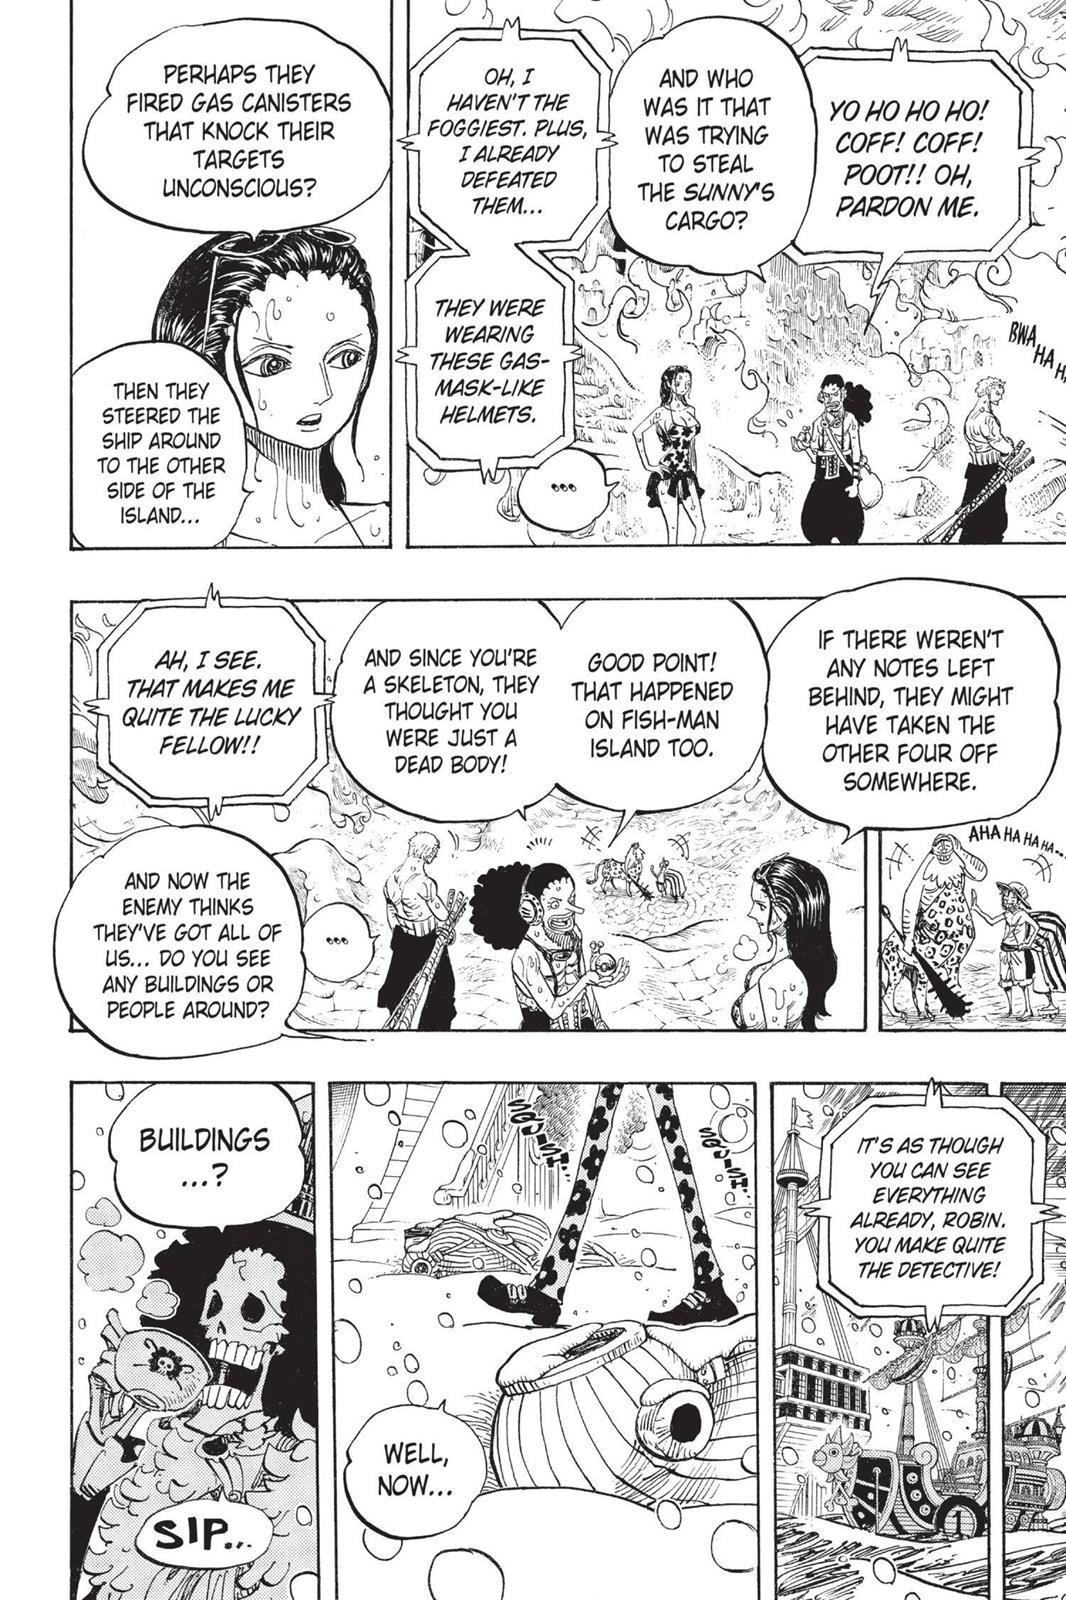 YO HO HO HO!
COFF! COFF!
POOT!! OH,
PARDON ME.
AND WHO
WAS IT THAT
WAS TRYING
TO STEAL
THE SUNNY'S
CARGO?
OH, I
HAVEN'T THE
FOGGIEST. PLUS,
I ALREADY
DEFEATED
THEM...
THEY WERE
WEARING
THESE GAS-
MASK-LIKE
HELMETS.
BWA
HA HA
...
PERHAPS THEY
FIRED GAS CANISTERS
THAT KNOCK THEIR
TARGETS
UNCONSCIOUS?
THEN THEY
STEERED THE
SHIP AROUND
TO THE OTHER
SIDE OF THE
ISLAND...
IF THERE WEREN'T
ANY NOTES LEFT
BEHIND, THEY MIGHT
HAVE TAKEN THE
OTHER FOUR OFF
SOMEWHERE.
AHA HA HA HA...
GOOD POINT!
THAT HAPPENED
ON FISH-MAN
ISLAND TOO.
AND SINCE YOU'RE
A SKELETON, THEY
THOUGHT YOU
WERE JUST A
DEAD BODY!
AH, I SEE.
THAT MAKES ME
QUITE THE LUCKY
FELLOW!!
...
AND NOW THE
ENEMY THINKS
THEY'VE GOT ALL OF
US... DO YOU SEE
ANY BUILDINGS OR
PEOPLE AROUND?
IT'S AS THOUGH
YOU CAN SEE
EVERYTHING
ALREADY, ROBIN.
YOU MAKE QUITE
THE DETECTIVE!
1
SQUISH...
SQUISH...
WELL,
NOW...
BUILDINGS
...?
SIP...